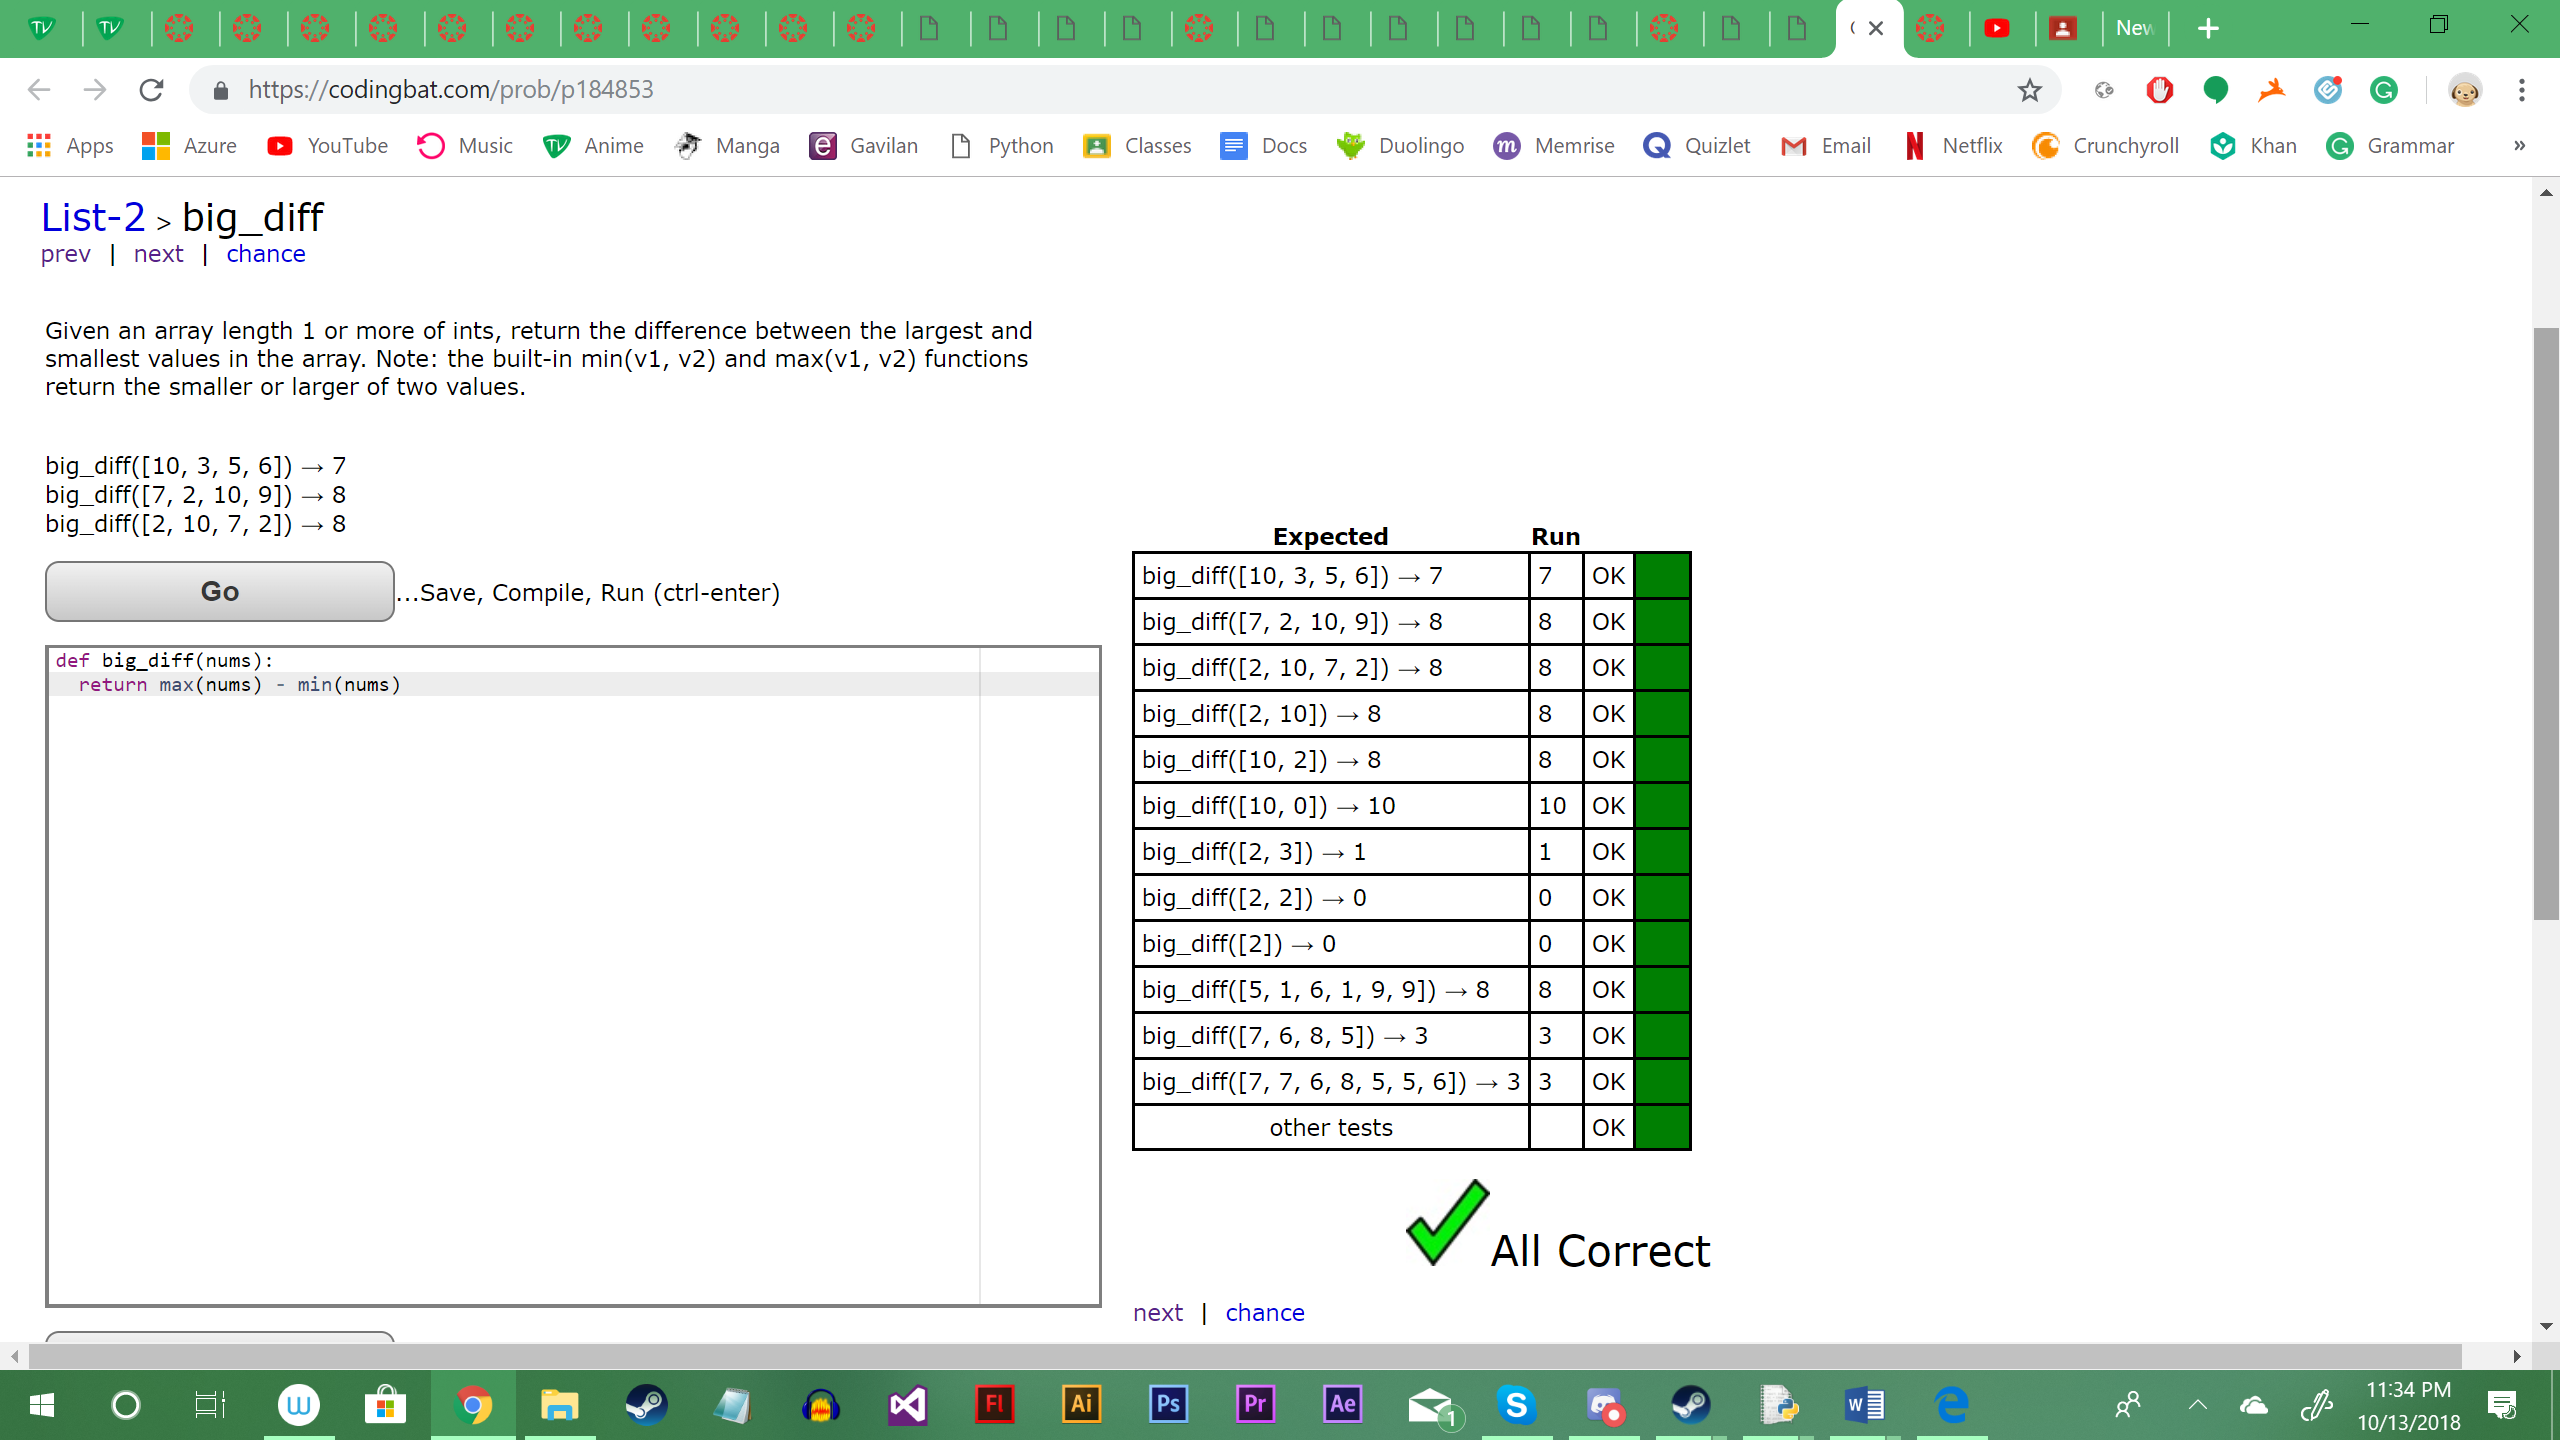 New
https://codingbat.com/prob/p184853
Apps Azure YouTube Music Anime Manga Gavilan Python Classes Docs Duolingo Memrise Quizlet Email Netflix Crunchyroll Khan Grammar »
List-2 > big_diff
prev | next | chance
Given an array length 1 or more of ints, return the difference between the largest and
smallest values in the array. Note: the built-in min(v1, v2) and max(v1, v2) functions
return the smaller or larger of two values.
big_diff([10, 3, 5, 6]) → 7
big_diff([7, 2, 10, 9]) → 8
big_diff([2, 10, 7, 2]) → 8
Go ...Save, Compile, Run (ctrl-enter)
def big_diff(nums):
  return max(nums) - min(nums)
Expected Run
big_diff([10, 3, 5, 6]) → 7 7 OK
big_diff([7, 2, 10, 9]) → 8 8 OK
big_diff([2, 10, 7, 2]) → 8 8 OK
big_diff([2, 10]) → 8 8 OK
big_diff([10, 2]) → 8 8 OK
big_diff([10, 0]) → 10 10 OK
big_diff([2, 3]) → 1 1 OK
big_diff([2, 2]) → 0 0 OK
big_diff([2]) → 0 0 OK
big_diff([5, 1, 6, 1, 9, 9]) → 8 8 OK
big_diff([7, 6, 8, 5]) → 3 3 OK
big_diff([7, 7, 6, 8, 5, 5, 6]) → 3 3 OK
other tests OK
All Correct
next | chance
11:34 PM
10/13/2018